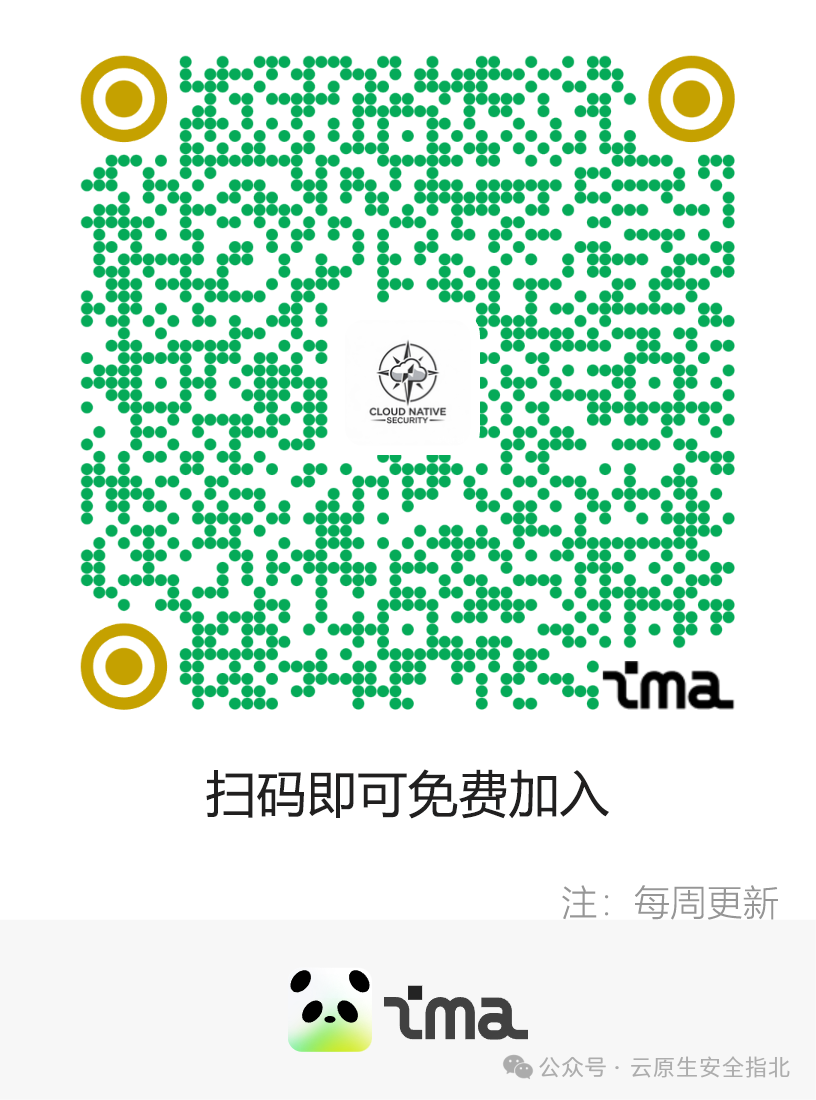 CLOUD NATIVE
SECURITY
ima
扫码即可免费加入
注：每周更新
ima
公众号 · 云原生安全指北